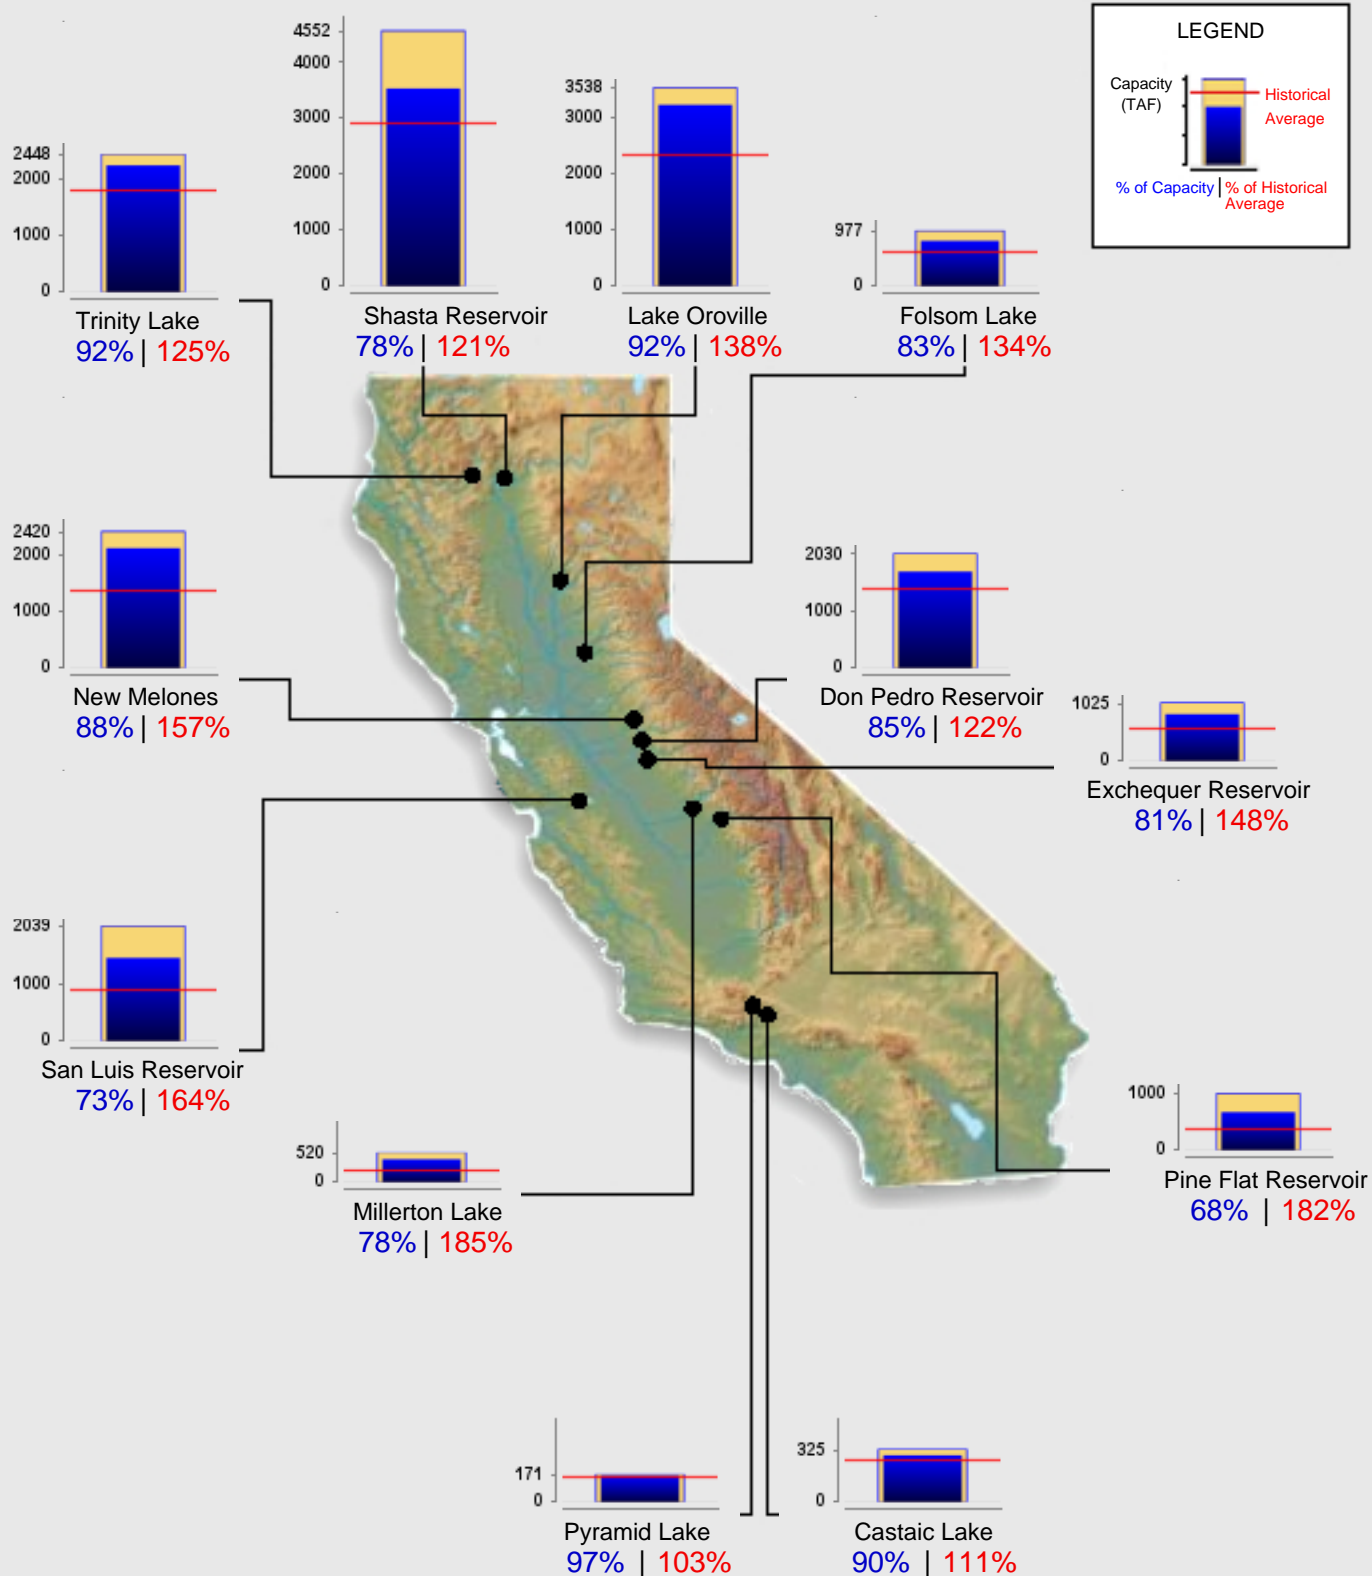 LEGEND
Capacity
(TAF)
Historical
Average
% of Capacity | % of Historical
Average
4552
4000
3000
2000
1000
0
Shasta Reservoir
78% | 121%
3538
3000
2000
1000
0
Lake Oroville
92% | 138%
2448
2000
1000
0
Trinity Lake
92% | 125%
977
0
Folsom Lake
83% | 134%
2420
2000
1000
0
New Melones
88% | 157%
2030
1000
0
Don Pedro Reservoir
85% | 122%
1025
0
Exchequer Reservoir
81% | 148%
2039
1000
0
San Luis Reservoir
73% | 164%
520
0
Millerton Lake
78% | 185%
1000
0
Pine Flat Reservoir
68% | 182%
171
0
Pyramid Lake
97% | 103%
325
0
Castaic Lake
90% | 111%